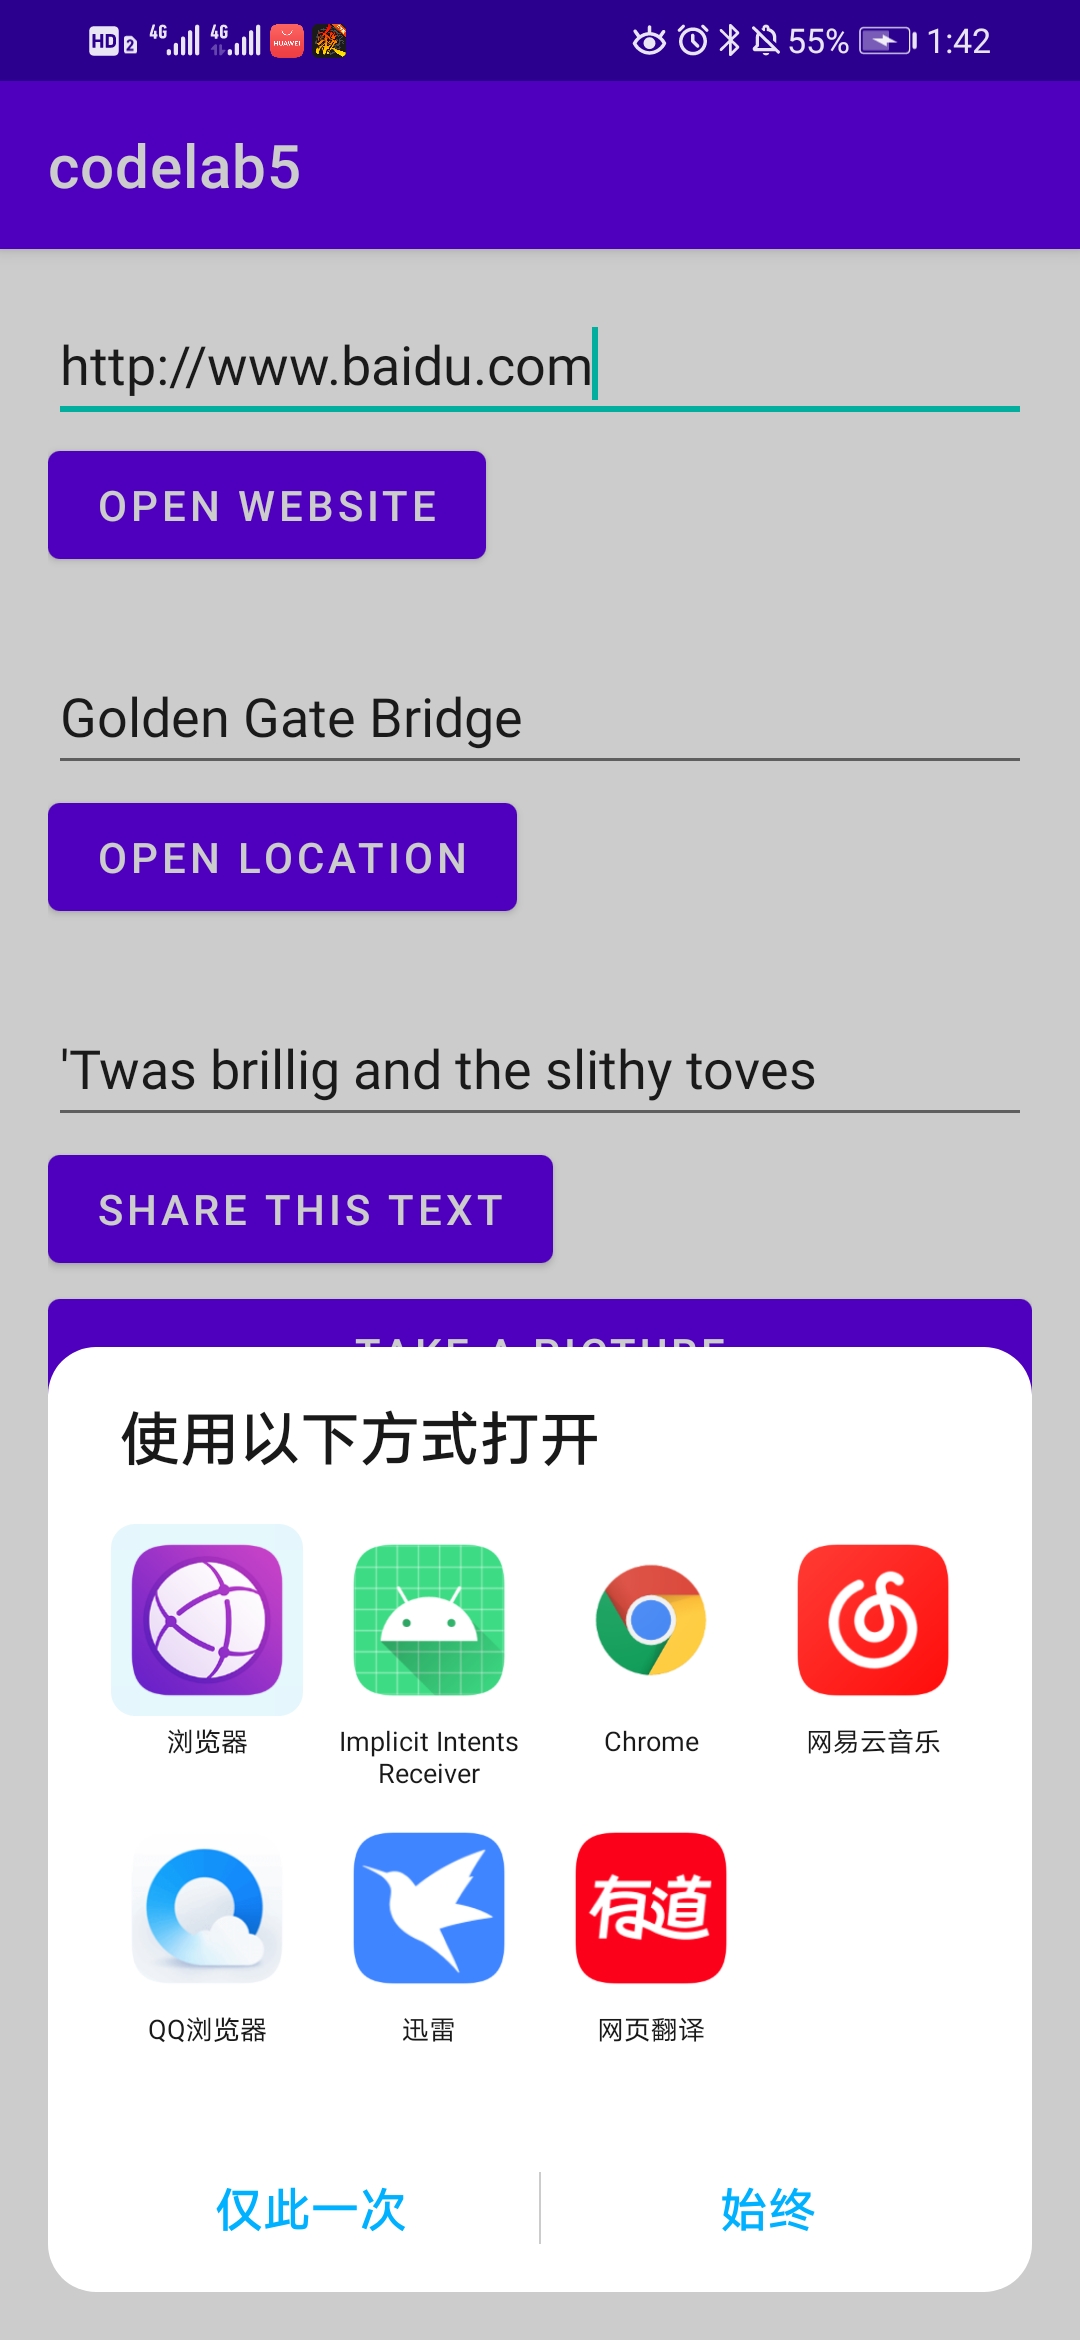 HD 2 4G 4G HUAWEI 55% 1:42
codelab5
http://www.baidu.com
OPEN WEBSITE
Golden Gate Bridge
OPEN LOCATION
'Twas brillig and the slithy toves
SHARE THIS TEXT
TAKE A PICTURE
使用以下方式打开
浏览器
Implicit Intents
Receiver
Chrome
网易云音乐
有道
QQ浏览器
迅雷
网页翻译
仅此一次
始终